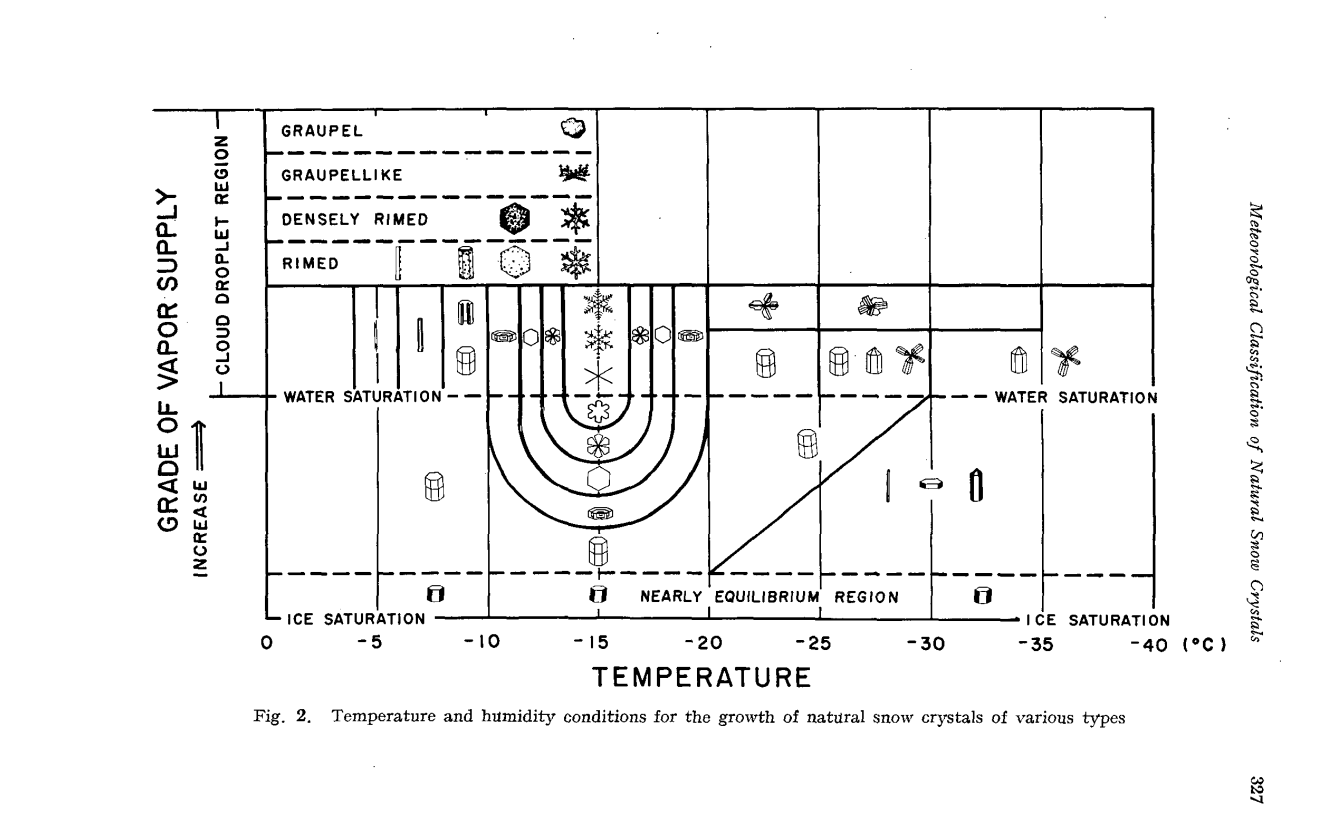 GRADE OF VAPOR SUPPLY
INCREASE
CLOUD DROPLET REGION
GRAUPEL
GRAUPELLIKE
DENSELY RIMED
RIMED
WATER SATURATION
WATER SATURATION
NEARLY EQUILIBRIUM REGION
ICE SATURATION
ICE SATURATION
0 -5 -10 -15 -20 -25 -30 -35 -40 (°C)
TEMPERATURE
Fig. 2. Temperature and humidity conditions for the growth of natural snow crystals of various types
Meteorological Classification of Natural Snow Crystals
327